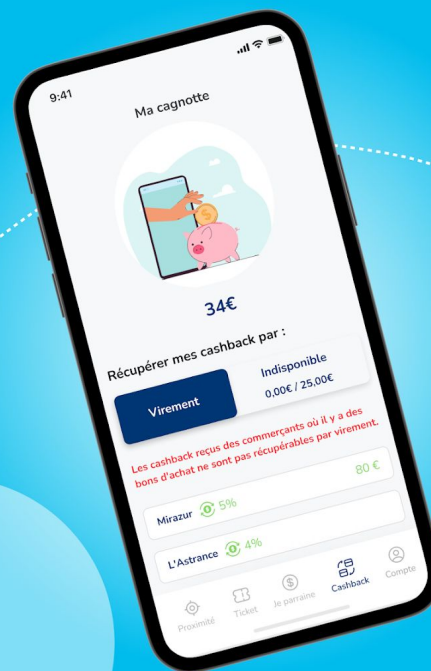 9:41
Ma cagnotte
34€
Récupérer mes cashback par :
Virement
Indisponible
0,00€ / 25,00€
Les cashback reçus des commerçants où il y a des
bons d'achat ne sont pas récupérables par virement.
Mirazur 5% 80 €
L'Astrance 4%
Proximité
Ticket
Je parraine
Cashback
Compte